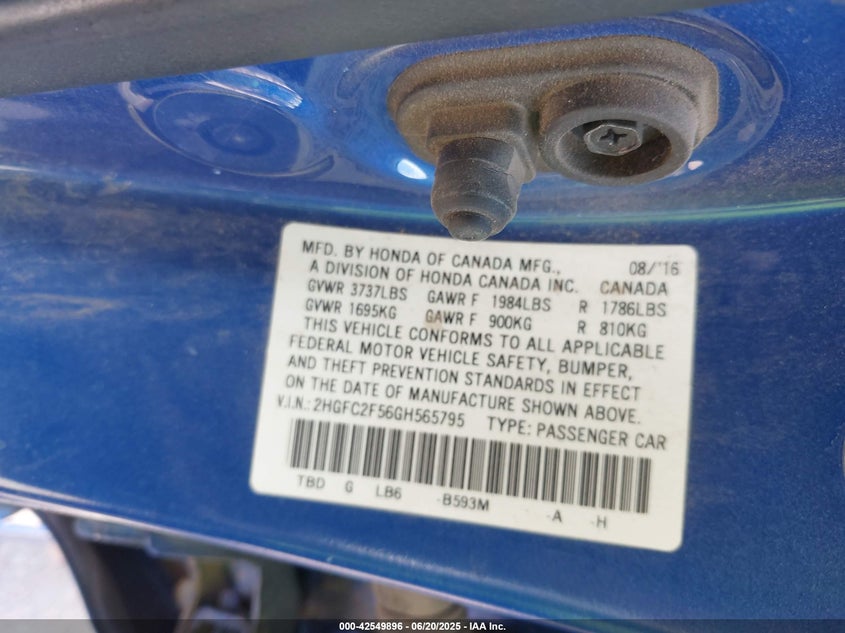 MFD. BY HONDA OF CANADA MFG., 08/'16
A DIVISION OF HONDA CANADA INC. CANADA
GVWR 3737LBS GAWR F 1984LBS R 1786LBS
GVWR 1695KG GAWR F 900KG R 810KG
THIS VEHICLE CONFORMS TO ALL APPLICABLE
FEDERAL MOTOR VEHICLE SAFETY, BUMPER,
AND THEFT PREVENTION STANDARDS IN EFFECT
ON THE DATE OF MANUFACTURE SHOWN ABOVE.
V.I.N.: 2HGFC2F56GH565795 TYPE: PASSENGER CAR
TBD G LB6 -B593M -A -H
000-42549896 - 06/20/2025 - IAA Inc.